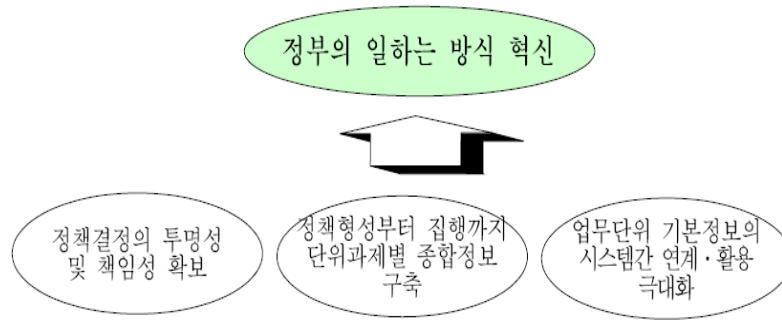 정부의 일하는 방식 혁신
정책결정의 투명성
및 책임성 확보
정책형성부터 집행까지
단위과제별 종합정보
구축
업무단위 기본정보의
시스템간 연계·활용
극대화